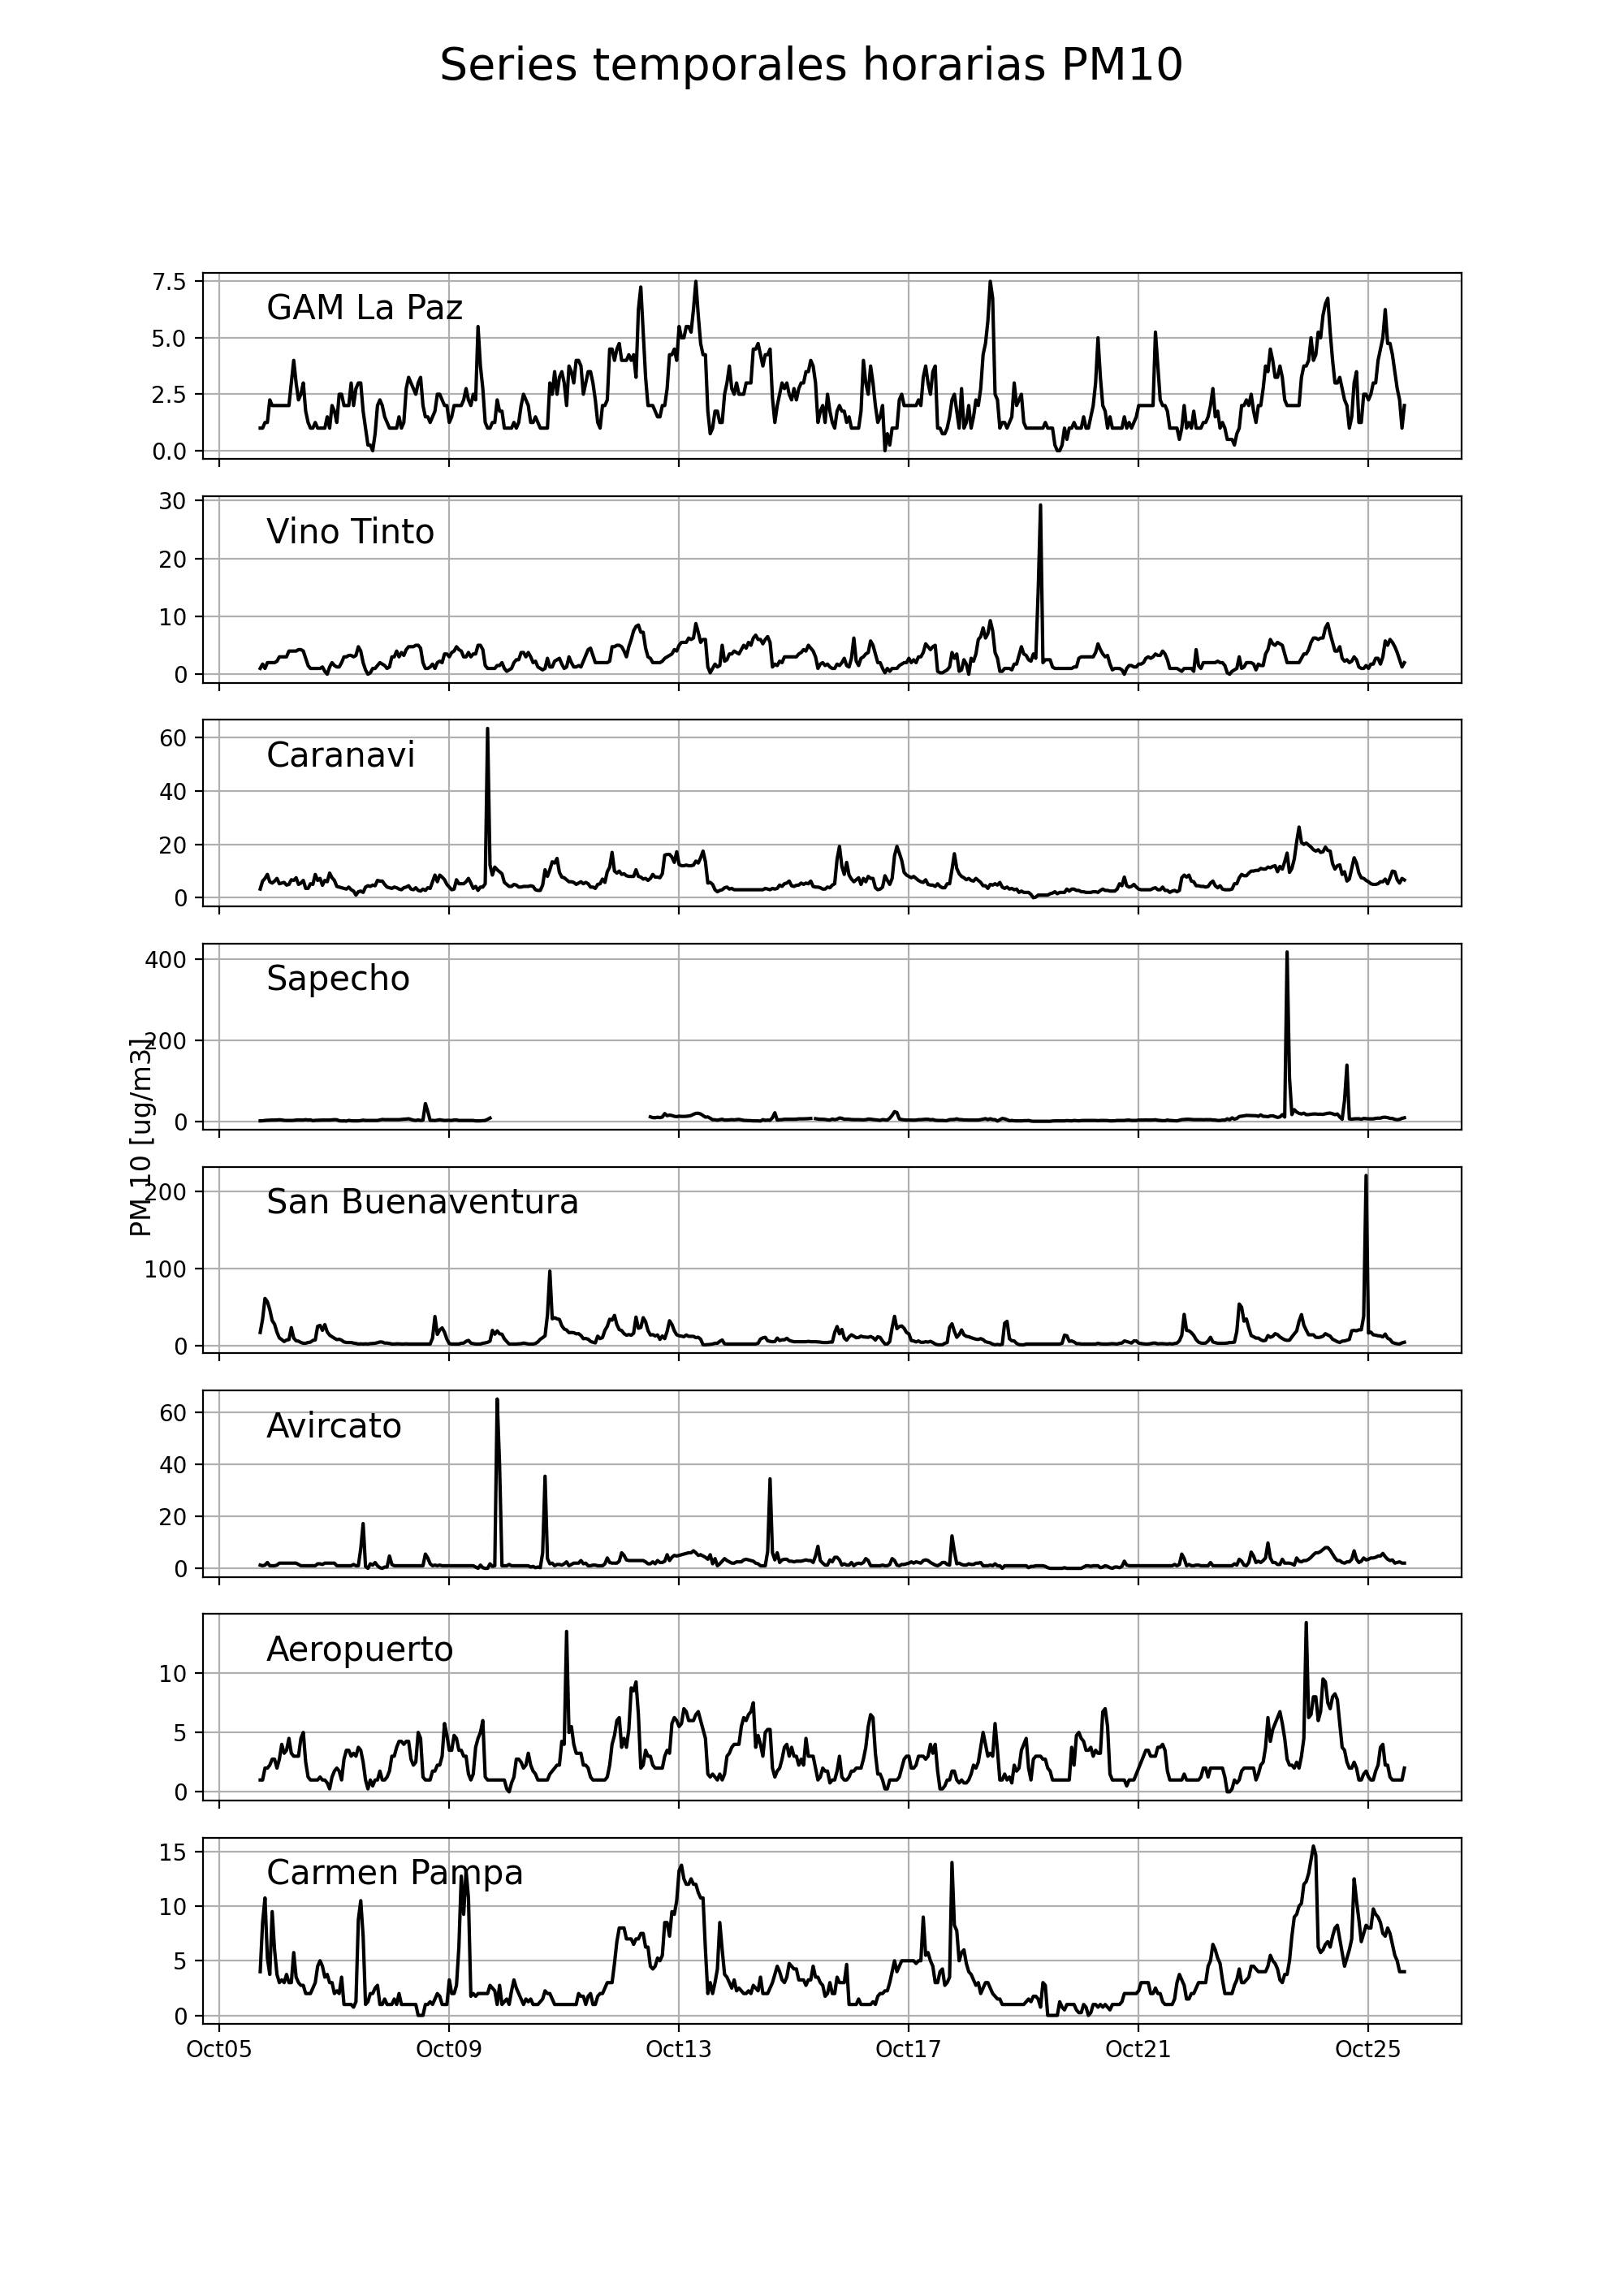 Series temporales horarias PM10
GAM La Paz
7.5
5.0
2.5
0.0
Vino Tinto
30
20
10
0
Caranavi
60
40
20
0
Sapecho
400
200
0
PM 10 [ug/m3]
San Buenaventura
200
100
0
Avircato
60
40
20
0
Aeropuerto
10
5
0
Carmen Pampa
15
10
5
0
Oct05 Oct09 Oct13 Oct17 Oct21 Oct25